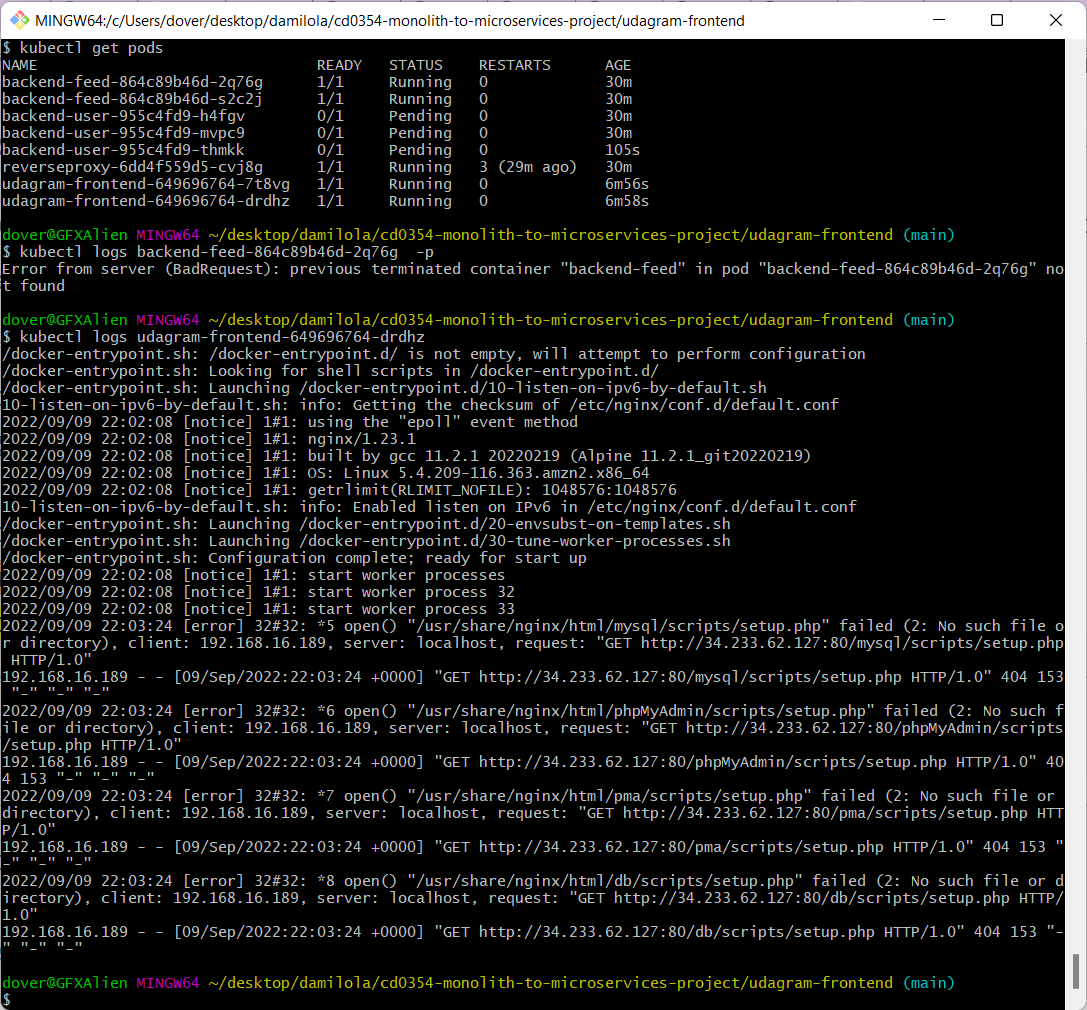 MINGW64:/c/Users/dover/desktop/damilola/cd0354-monolith-to-microservices-project/udagram-frontend
$ kubectl get pods
NAME READY STATUS RESTARTS AGE
backend-feed-864c89b46d-2q76g 1/1 Running 0 30m
backend-feed-864c89b46d-s2c2j 1/1 Running 0 30m
backend-user-955c4fd9-h4fgv 0/1 Pending 0 30m
backend-user-955c4fd9-mvpc9 0/1 Pending 0 30m
backend-user-955c4fd9-thmkk 0/1 Pending 0 105s
reverseproxy-6dd4f559d5-cvj8g 1/1 Running 3 (29m ago) 30m
udagram-frontend-649696764-7t8vg 1/1 Running 0 6m56s
udagram-frontend-649696764-drdhz 1/1 Running 0 6m58s
dover@GFXAlien MINGW64 ~/desktop/damilola/cd0354-monolith-to-microservices-project/udagram-frontend (main)
$ kubectl logs backend-feed-864c89b46d-2q76g  -p
Error from server (BadRequest): previous terminated container "backend-feed" in pod "backend-feed-864c89b46d-2q76g" no
t found
dover@GFXAlien MINGW64 ~/desktop/damilola/cd0354-monolith-to-microservices-project/udagram-frontend (main)
$ kubectl logs udagram-frontend-649696764-drdhz
/docker-entrypoint.sh: /docker-entrypoint.d/ is not empty, will attempt to perform configuration
/docker-entrypoint.sh: Looking for shell scripts in /docker-entrypoint.d/
/docker-entrypoint.sh: Launching /docker-entrypoint.d/10-listen-on-ipv6-by-default.sh
10-listen-on-ipv6-by-default.sh: info: Getting the checksum of /etc/nginx/conf.d/default.conf
2022/09/09 22:02:08 [notice] 1#1: using the "epoll" event method
2022/09/09 22:02:08 [notice] 1#1: nginx/1.23.1
2022/09/09 22:02:08 [notice] 1#1: built by gcc 11.2.1 20220219 (Alpine 11.2.1_git20220219)
2022/09/09 22:02:08 [notice] 1#1: OS: Linux 5.4.209-116.363.amzn2.x86_64
2022/09/09 22:02:08 [notice] 1#1: getrlimit(RLIMIT_NOFILE): 1048576:1048576
10-listen-on-ipv6-by-default.sh: info: Enabled listen on IPv6 in /etc/nginx/conf.d/default.conf
/docker-entrypoint.sh: Launching /docker-entrypoint.d/20-envsubst-on-templates.sh
/docker-entrypoint.sh: Launching /docker-entrypoint.d/30-tune-worker-processes.sh
/docker-entrypoint.sh: Configuration complete; ready for start up
2022/09/09 22:02:08 [notice] 1#1: start worker processes
2022/09/09 22:02:08 [notice] 1#1: start worker process 32
2022/09/09 22:02:08 [notice] 1#1: start worker process 33
2022/09/09 22:03:24 [error] 32#32: *5 open() "/usr/share/nginx/html/mysql/scripts/setup.php" failed (2: No such file o
r directory), client: 192.168.16.189, server: localhost, request: "GET http://34.233.62.127:80/mysql/scripts/setup.php
 HTTP/1.0"
192.168.16.189 - - [09/Sep/2022:22:03:24 +0000] "GET http://34.233.62.127:80/mysql/scripts/setup.php HTTP/1.0" 404 153
 "-" "-" "-"
2022/09/09 22:03:24 [error] 32#32: *6 open() "/usr/share/nginx/html/phpMyAdmin/scripts/setup.php" failed (2: No such f
ile or directory), client: 192.168.16.189, server: localhost, request: "GET http://34.233.62.127:80/phpMyAdmin/scripts
/setup.php HTTP/1.0"
192.168.16.189 - - [09/Sep/2022:22:03:24 +0000] "GET http://34.233.62.127:80/phpMyAdmin/scripts/setup.php HTTP/1.0" 40
4 153 "-" "-" "-"
2022/09/09 22:03:24 [error] 32#32: *7 open() "/usr/share/nginx/html/pma/scripts/setup.php" failed (2: No such file or
directory), client: 192.168.16.189, server: localhost, request: "GET http://34.233.62.127:80/pma/scripts/setup.php HTT
P/1.0"
192.168.16.189 - - [09/Sep/2022:22:03:24 +0000] "GET http://34.233.62.127:80/pma/scripts/setup.php HTTP/1.0" 404 153 "
-" "-" "-"
2022/09/09 22:03:24 [error] 32#32: *8 open() "/usr/share/nginx/html/db/scripts/setup.php" failed (2: No such file or d
irectory), client: 192.168.16.189, server: localhost, request: "GET http://34.233.62.127:80/db/scripts/setup.php HTTP/
1.0"
192.168.16.189 - - [09/Sep/2022:22:03:24 +0000] "GET http://34.233.62.127:80/db/scripts/setup.php HTTP/1.0" 404 153 "-
" "-" "-"
dover@GFXAlien MINGW64 ~/desktop/damilola/cd0354-monolith-to-microservices-project/udagram-frontend (main)
$